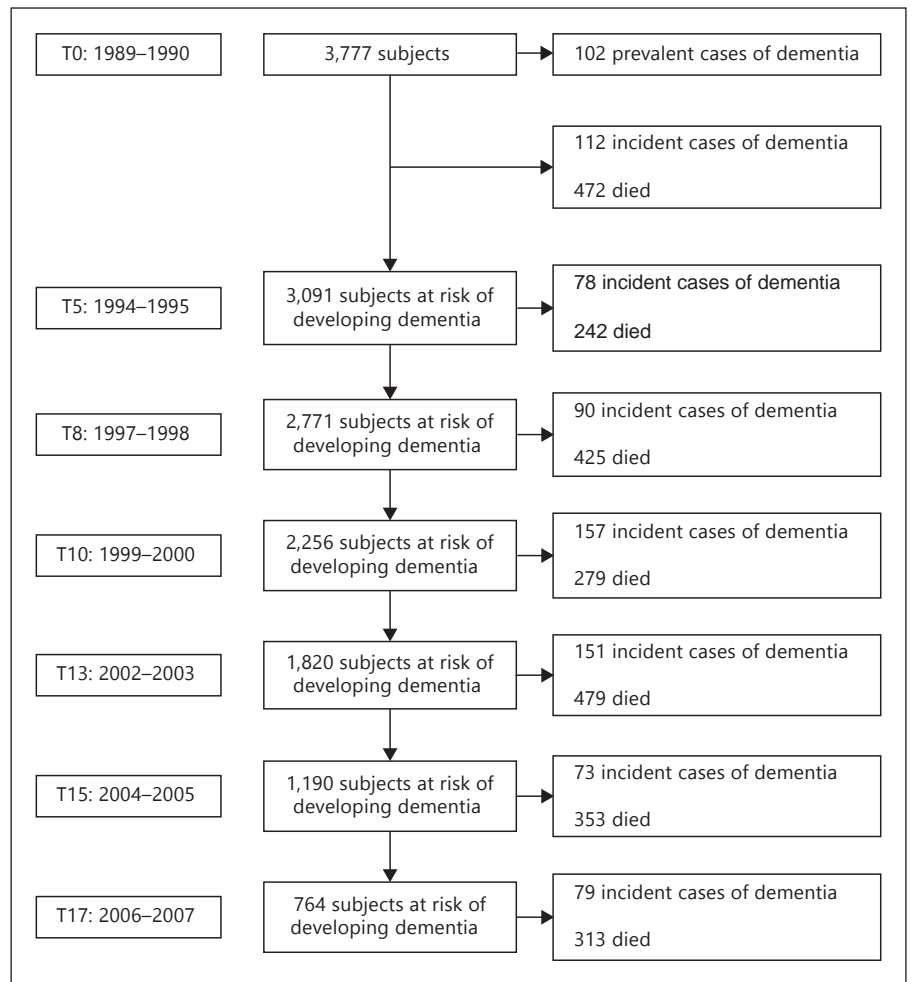 T0: 1989–1990
3,777 subjects
102 prevalent cases of dementia
112 incident cases of dementia
472 died
T5: 1994–1995
3,091 subjects at risk of
developing dementia
78 incident cases of dementia
242 died
T8: 1997–1998
2,771 subjects at risk of
developing dementia
90 incident cases of dementia
425 died
T10: 1999–2000
2,256 subjects at risk of
developing dementia
157 incident cases of dementia
279 died
T13: 2002–2003
1,820 subjects at risk of
developing dementia
151 incident cases of dementia
479 died
T15: 2004–2005
1,190 subjects at risk of
developing dementia
73 incident cases of dementia
353 died
T17: 2006–2007
764 subjects at risk of
developing dementia
79 incident cases of dementia
313 died